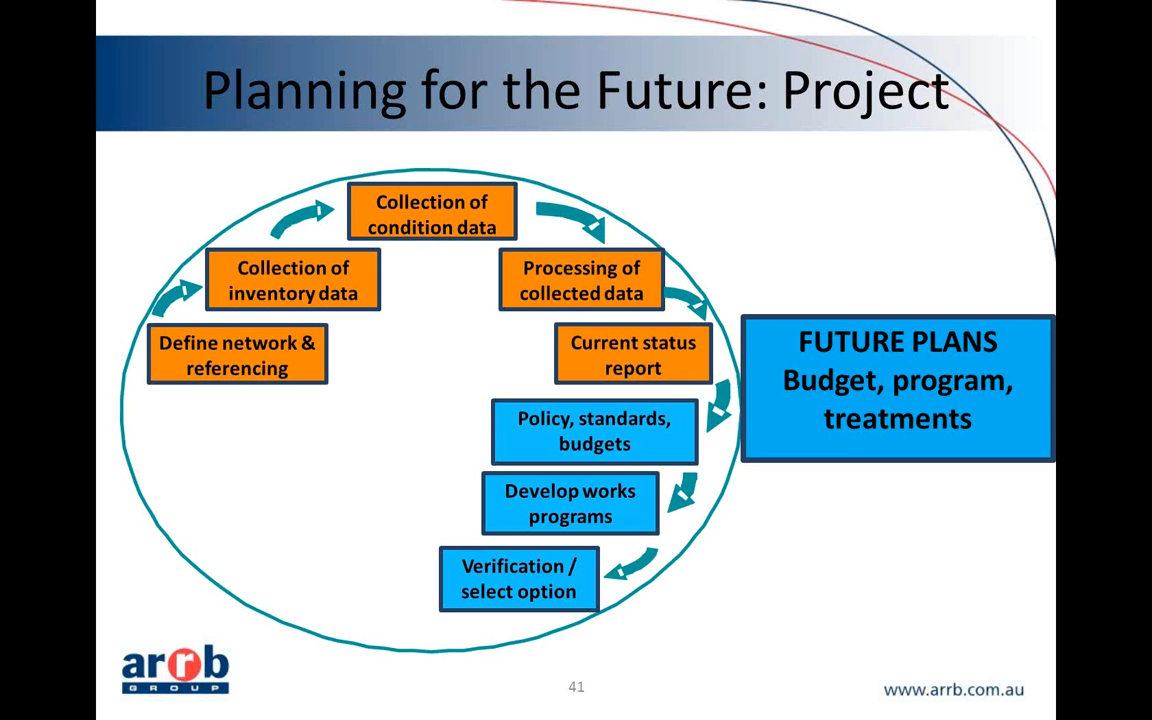 Planning for the Future: Project
Collection of
condition data
Collection of
inventory data
Processing of
collected data
Define network &
referencing
Current status
report
FUTURE PLANS
Budget, program,
treatments
Policy, standards,
budgets
Develop works
programs
Verification /
select option
arrb
GROUP
41
www.arrb.com.au